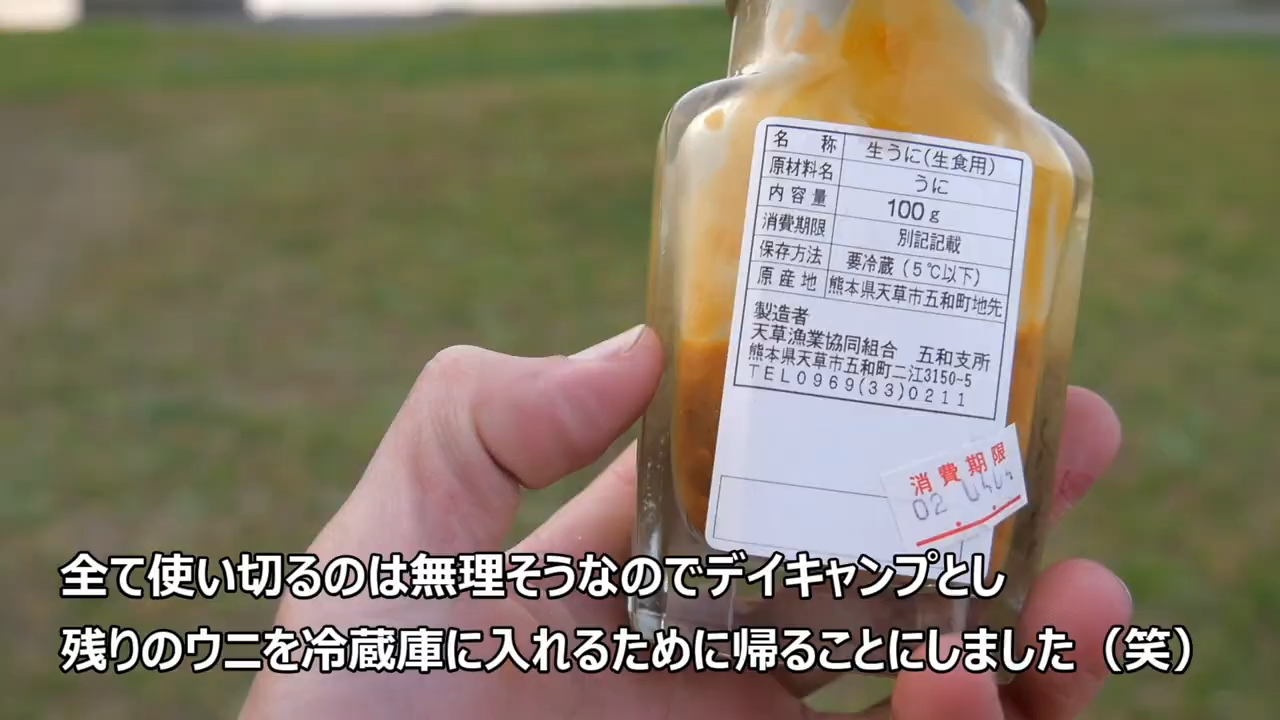 名称 生うに(生食用)
原材料名 うに
内容量 100g
消費期限 別記記載
保存方法 要冷蔵(5℃以下)
原産地 熊本県天草市五和町地先
製造者
天草漁業協同組合 五和支所
熊本県天草市五和町二江3150-5
TEL0969(33)0211
消費期限
02
全て使い切るのは無理そうなのでデイキャンプとし
残りのウニを冷蔵庫に入れるために帰ることにしました（笑）